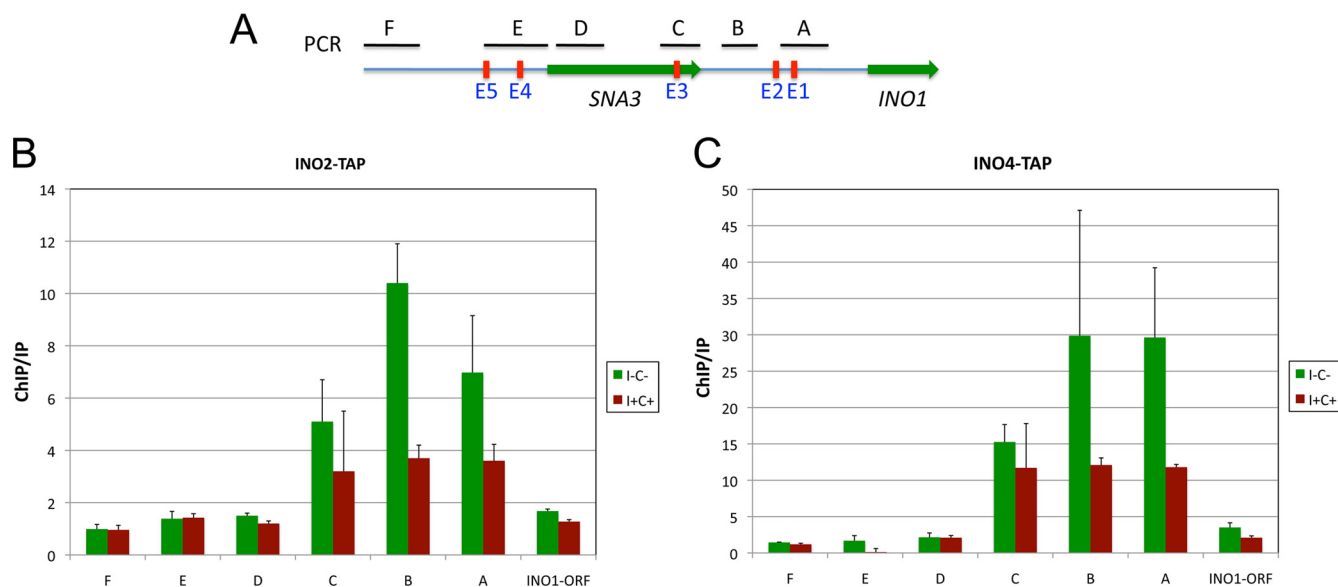 A
PCR
F
E
D
C
B
A
E5
E4
SNA3
E3
E2
E1
INO1
B
INO2-TAP
14
12
10
8
6
4
2
0
ChIP/IP
F
E
D
C
B
A
INO1-ORF
I-C-
I+C+
C
INO4-TAP
50
45
40
35
30
25
20
15
10
5
0
ChIP/IP
F
E
D
C
B
A
INO1-ORF
I-C-
I+C+